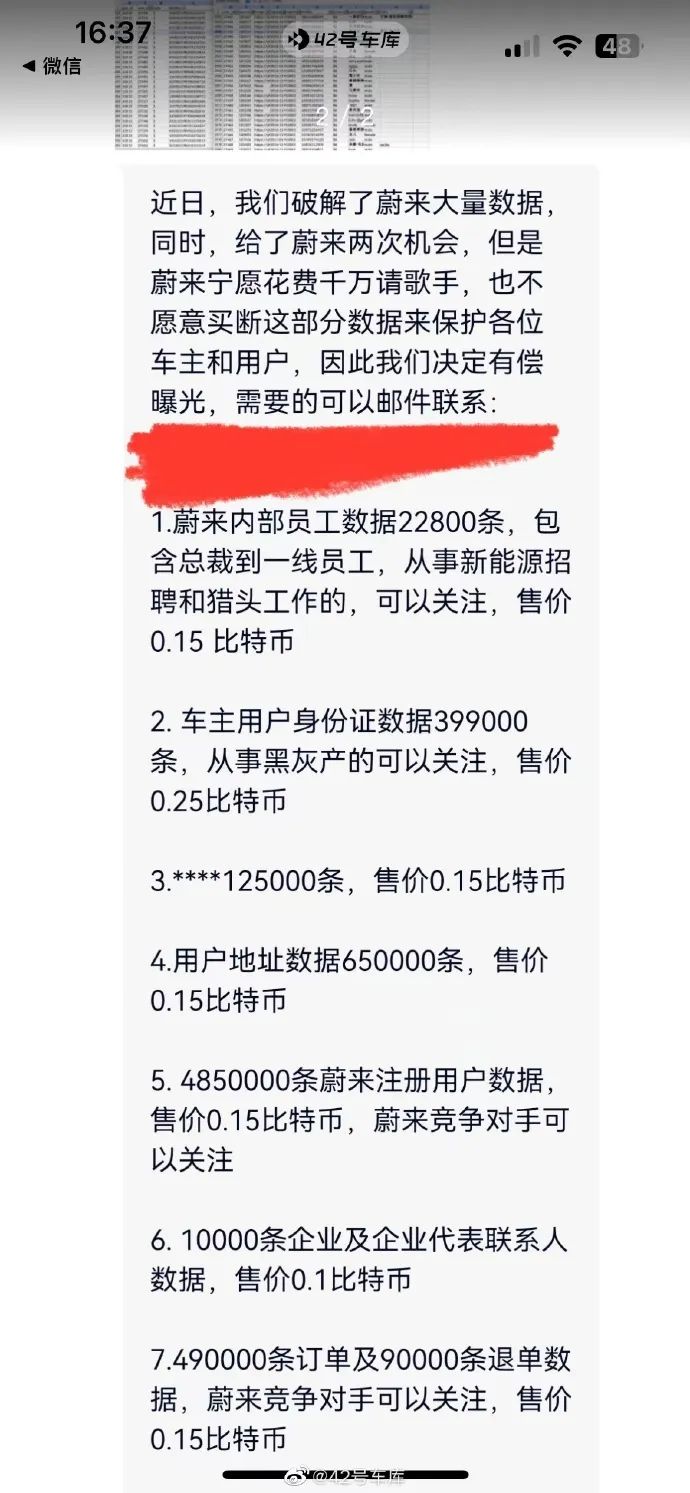 16:37
42号车库
48
◀ 微信
2/2
近日，我们破解了蔚来大量数据，
同时，给了蔚来两次机会，但是
蔚来宁愿花费千万请歌手，也不
愿意买断这部分数据来保护各位
车主和用户，因此我们决定有偿
曝光，需要的可以邮件联系：
1.蔚来内部员工数据22800条，包
含总裁到一线员工，从事新能源招
聘和猎头工作的，可以关注，售价
0.15 比特币
2. 车主用户身份证数据399000
条，从事黑灰产的可以关注，售价
0.25比特币
3.****125000条，售价0.15比特币
4.用户地址数据650000条，售价
0.15比特币
5. 4850000条蔚来注册用户数据，
售价0.15比特币，蔚来竞争对手可
以关注
6. 10000条企业及企业代表联系人
数据，售价0.1比特币
7.490000条订单及90000条退单数
据，蔚来竞争对手可以关注，售价
0.15比特币
@42号车库